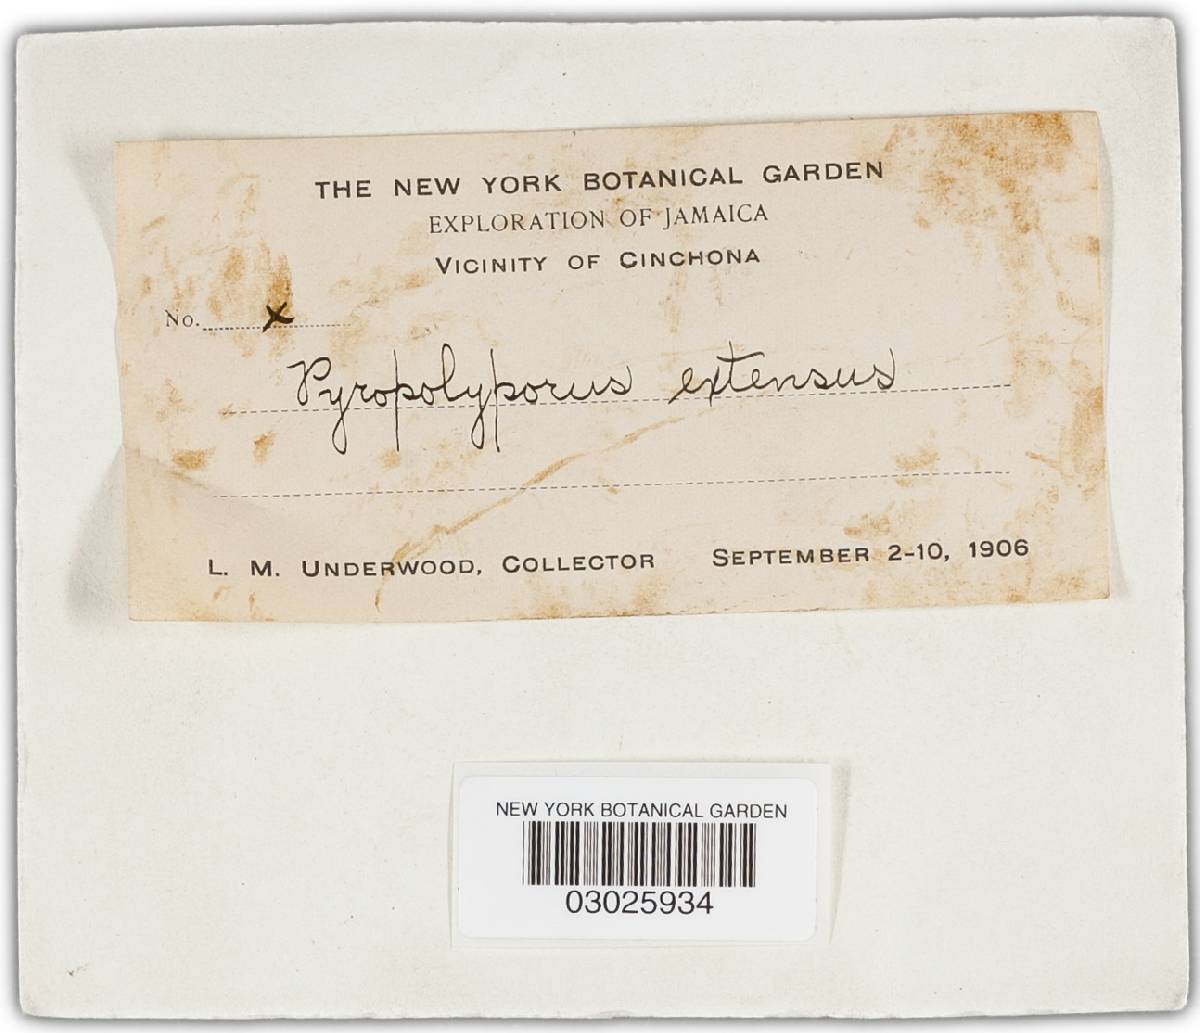 THE NEW YORK BOTANICAL GARDEN
EXPLORATION OF JAMAICA
VICINITY OF CINCHONA
No. x
Pyropolyporus extensus
L. M. UNDERWOOD, COLLECTOR SEPTEMBER 2-10, 1906
NEW YORK BOTANICAL GARDEN
03025934